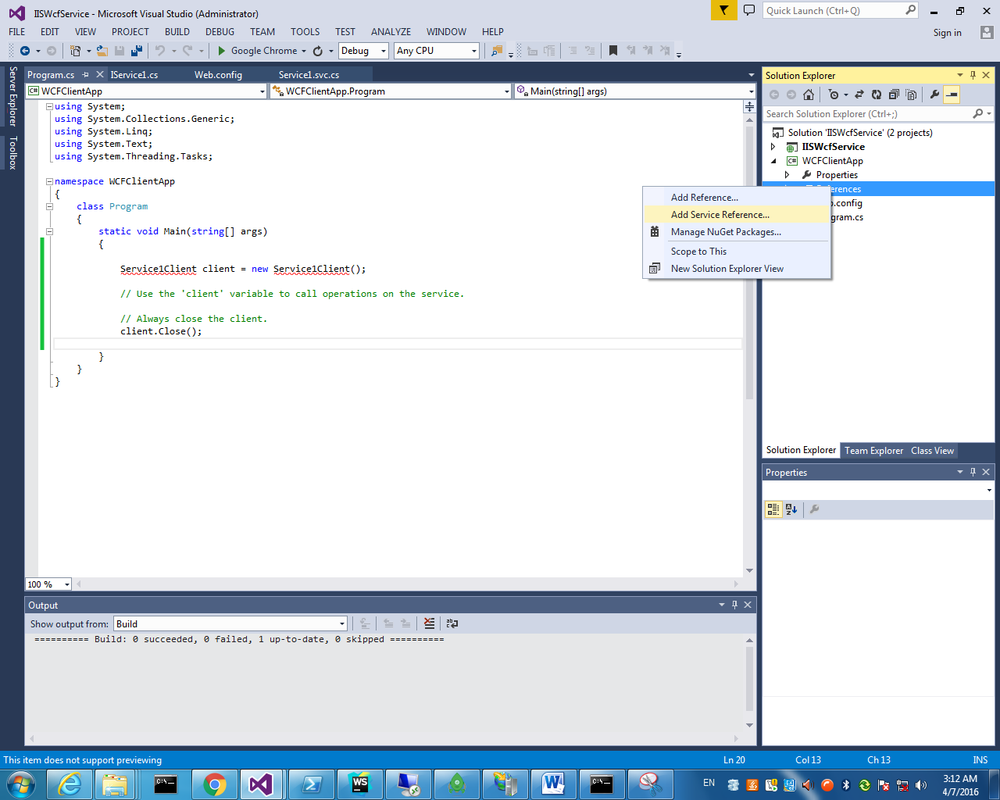 IISWcfService - Microsoft Visual Studio (Administrator)
Quick Launch (Ctrl+Q)
FILE EDIT VIEW PROJECT BUILD DEBUG TEAM TOOLS TEST ANALYZE WINDOW HELP
Sign in
Google Chrome
Debug
Any CPU
Server Explorer
Toolbox
Program.cs
IService1.cs
Web.config
Service1.svc.cs
C# WCFClientApp
WCFClientApp.Program
Main(string[] args)
using System;
using System.Collections.Generic;
using System.Linq;
using System.Text;
using System.Threading.Tasks;
namespace WCFClientApp
{
class Program
{
static void Main(string[] args)
{
Service1Client client = new Service1Client();
// Use the 'client' variable to call operations on the service.
// Always close the client.
client.Close();
}
}
}
100 %
Solution Explorer
Search Solution Explorer (Ctrl+;)
Solution 'IISWcfService' (2 projects)
IISWcfService
C# WCFClientApp
Properties
erences
.config
gram.cs
Add Reference...
Add Service Reference...
Manage NuGet Packages...
Scope to This
New Solution Explorer View
Solution Explorer
Team Explorer
Class View
Properties
Output
Show output from:
Build
========== Build: 0 succeeded, 0 failed, 1 up-to-date, 0 skipped ==========
This item does not support previewing
Ln 20
Col 13
Ch 13
INS
C:\_
WS
W
C:\_
EN
3:12 AM
4/7/2016